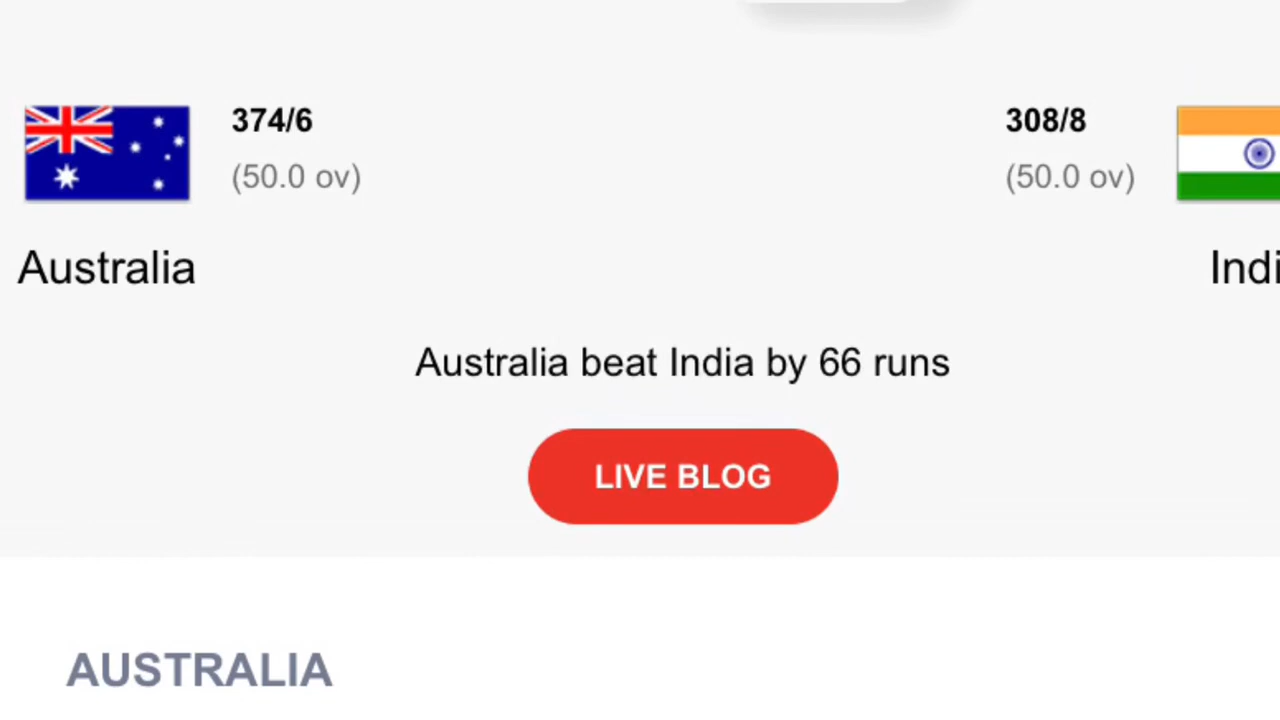 374/6
(50.0 ov)
Australia
308/8
(50.0 ov)
Indi
Australia beat India by 66 runs
LIVE BLOG
AUSTRALIA